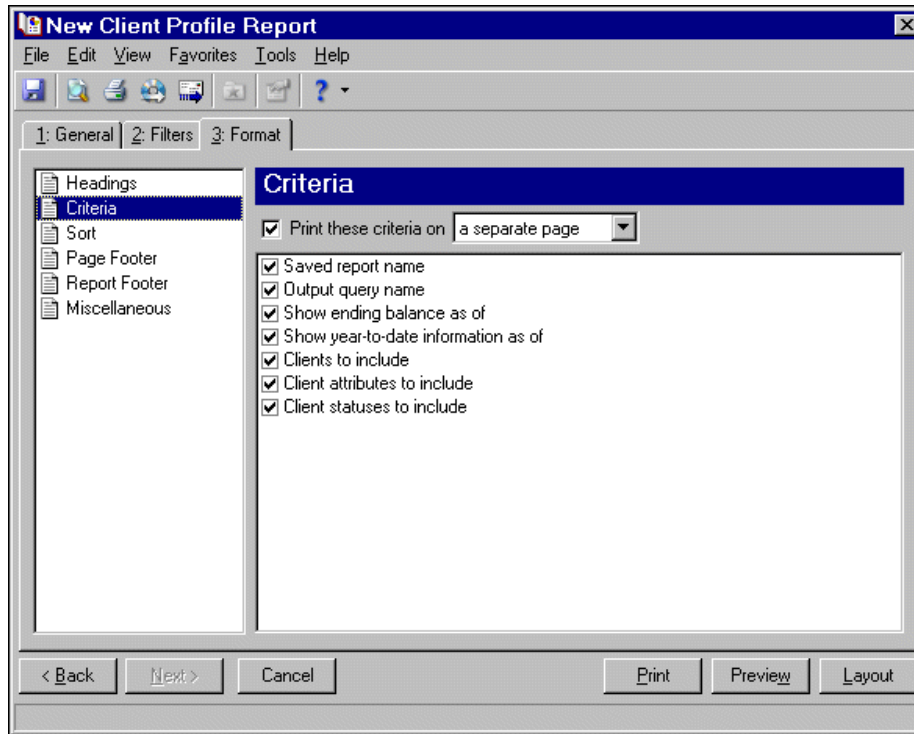 New Client Profile Report
File Edit View Favorites Tools Help
1: General 2: Filters 3: Format
Headings
Criteria
Sort
Page Footer
Report Footer
Miscellaneous
Criteria
Print these criteria on a separate page
Saved report name
Output query name
Show ending balance as of
Show year-to-date information as of
Clients to include
Client attributes to include
Client statuses to include
< Back Next > Cancel Print Preview Layout